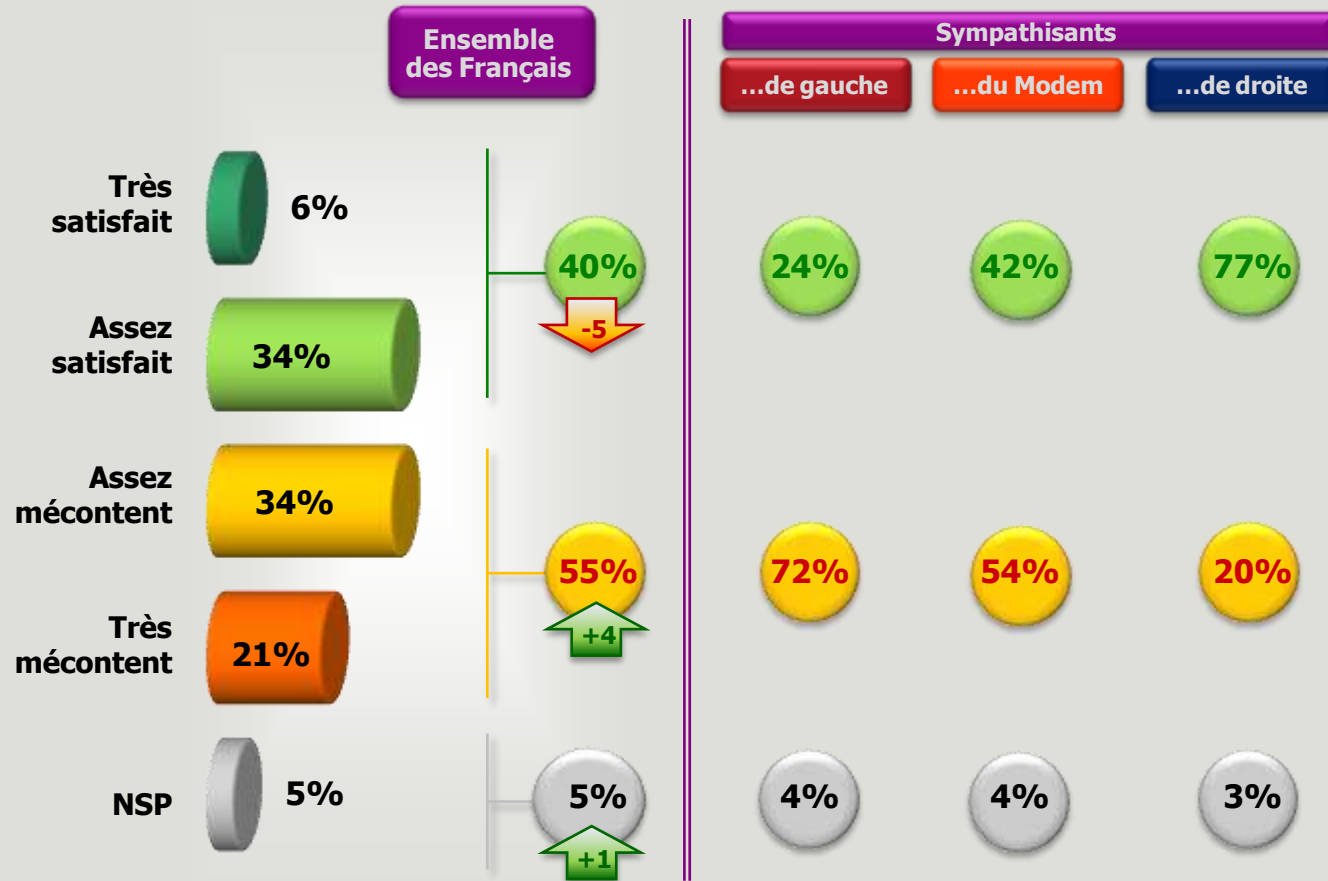 Ensemble
des Français
Sympathisants
...de gauche
...du Modem
...de droite
Très
satisfait
6%
40%
24%
42%
77%
-5
Assez
satisfait
34%
Assez
mécontent
34%
55%
72%
54%
20%
+4
Très
mécontent
21%
NSP
5%
5%
4%
4%
3%
+1